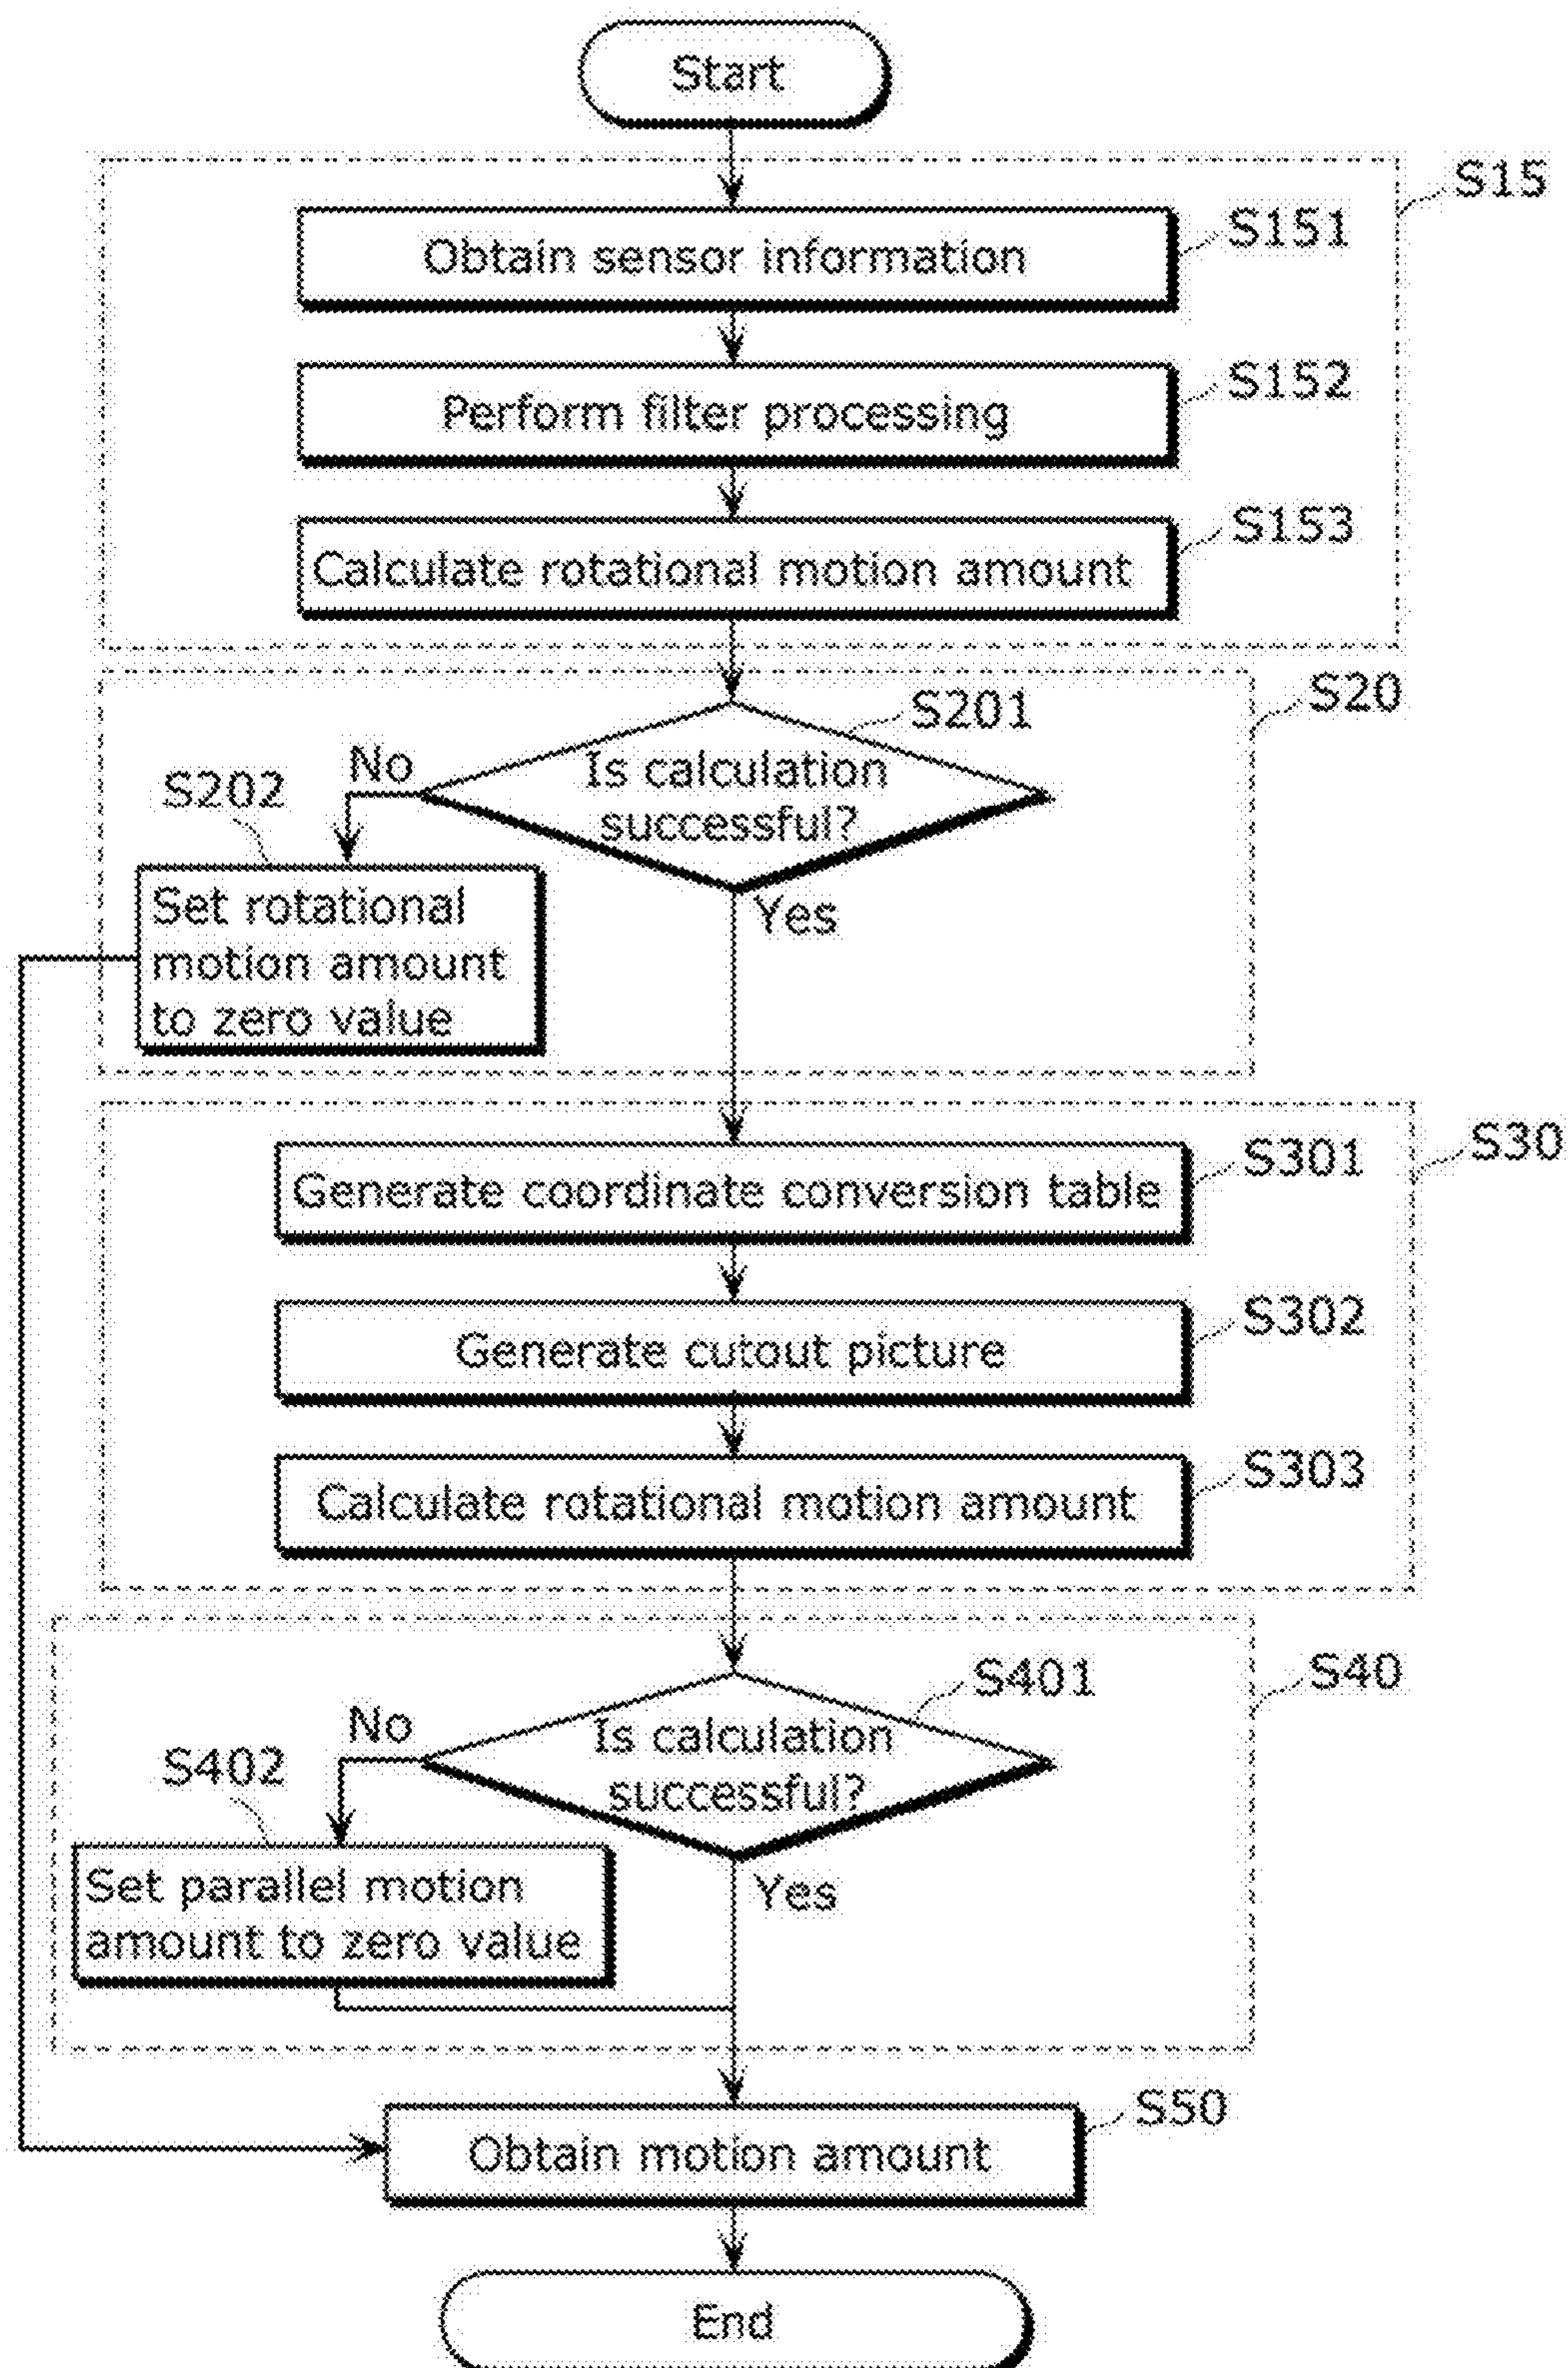 Start
S15
S151
Obtain sensor information
S152
Perform filter processing
S153
Calculate rotational motion amount
S20
S201
Is calculation
successful?
No
S202
Yes
Set rotational
motion amount
to zero value
S30
S301
Generate coordinate conversion table
S302
Generate cutout picture
S303
Calculate rotational motion amount
S40
S401
Is calculation
successful?
No
S402
Yes
Set parallel motion
amount to zero value
S50
Obtain motion amount
End